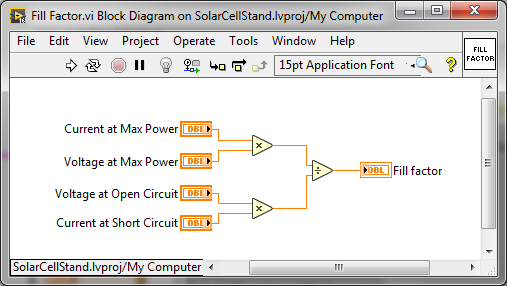 Fill Factor.vi Block Diagram on SolarCellStand.lvproj/My Computer
File Edit View Project Operate Tools Window Help
15pt Application Font
FILL
FACTOR
Current at Max Power DBL
Voltage at Max Power DBL
Voltage at Open Circuit DBL
Current at Short Circuit DBL
×
×
÷
DBL Fill factor
SolarCellStand.lvproj/My Computer